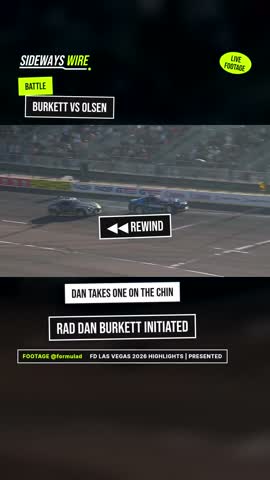 SIDEWAYS WIRE.
LIVE
FOOTAGE
BATTLE
BURKETT VS OLSEN
REWIND
DAN TAKES ONE ON THE CHIN
RAD DAN BURKETT INITIATED
FOOTAGE @formulad FD LAS VEGAS 2026 HIGHLIGHTS | PRESENTED